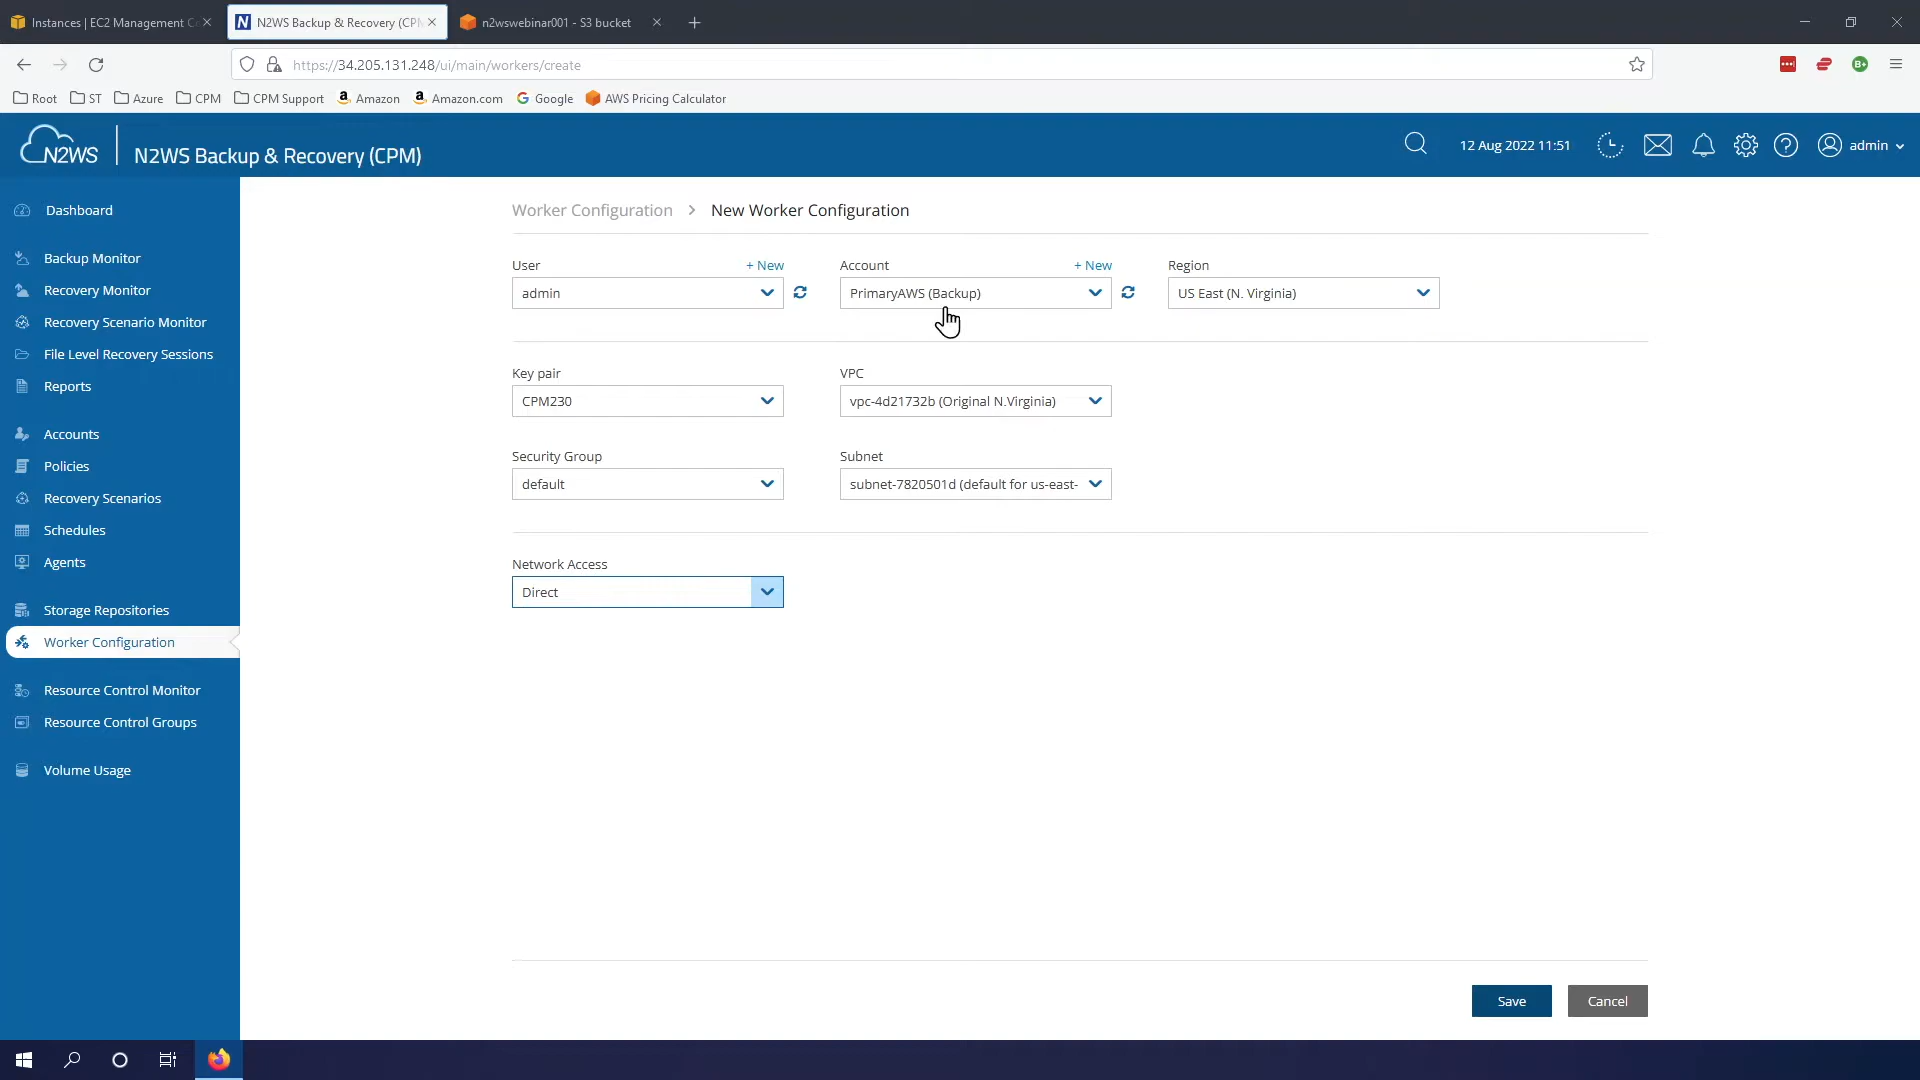 Instances | EC2 Management C
N2WS Backup & Recovery (CPM
n2wswebinar001 - S3 bucket
https://34.205.131.248/ui/main/workers/create
Root
ST
Azure
CPM
CPM Support
Amazon
Amazon.com
Google
AWS Pricing Calculator
N2WS
N2WS Backup & Recovery (CPM)
12 Aug 2022 11:51
admin
Dashboard
Backup Monitor
Recovery Monitor
Recovery Scenario Monitor
File Level Recovery Sessions
Reports
Accounts
Policies
Recovery Scenarios
Schedules
Agents
Storage Repositories
Worker Configuration
Resource Control Monitor
Resource Control Groups
Volume Usage
Worker Configuration > New Worker Configuration
User
+ New
Account
+ New
Region
admin
PrimaryAWS (Backup)
US East (N. Virginia)
Key pair
VPC
CPM230
vpc-4d21732b (Original N.Virginia)
Security Group
Subnet
default
subnet-7820501d (default for us-east-
Network Access
Direct
Save
Cancel